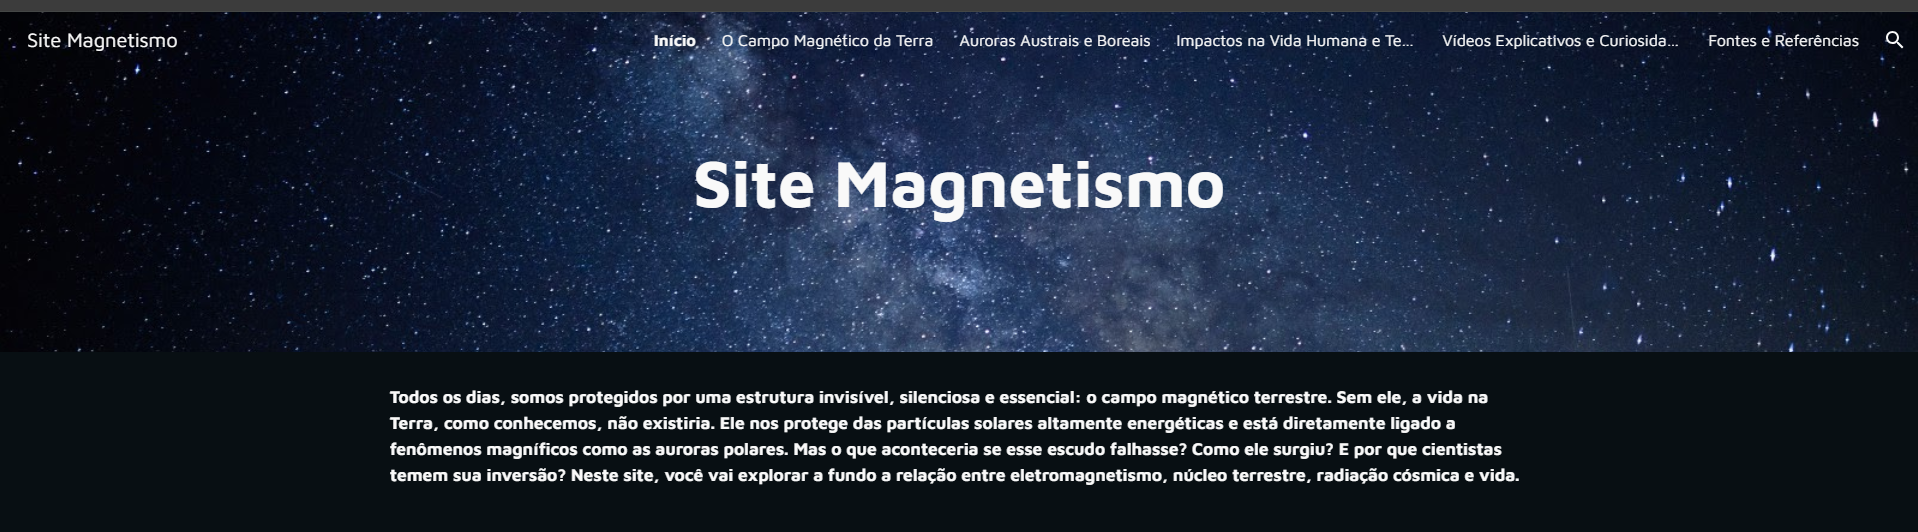 Site Magnetismo
Início
O Campo Magnético da Terra
Auroras Austrais e Boreais
Impactos na Vida Humana e Te...
Vídeos Explicativos e Curiosida...
Fontes e Referências
Site Magnetismo
Todos os dias, somos protegidos por uma estrutura invisível, silenciosa e essencial: o campo magnético terrestre. Sem ele, a vida na
Terra, como conhecemos, não existiria. Ele nos protege das partículas solares altamente energéticas e está diretamente ligado a
fenômenos magníficos como as auroras polares. Mas o que aconteceria se esse escudo falhasse? Como ele surgiu? E por que cientistas
temem sua inversão? Neste site, você vai explorar a fundo a relação entre eletromagnetismo, núcleo terrestre, radiação cósmica e vida.